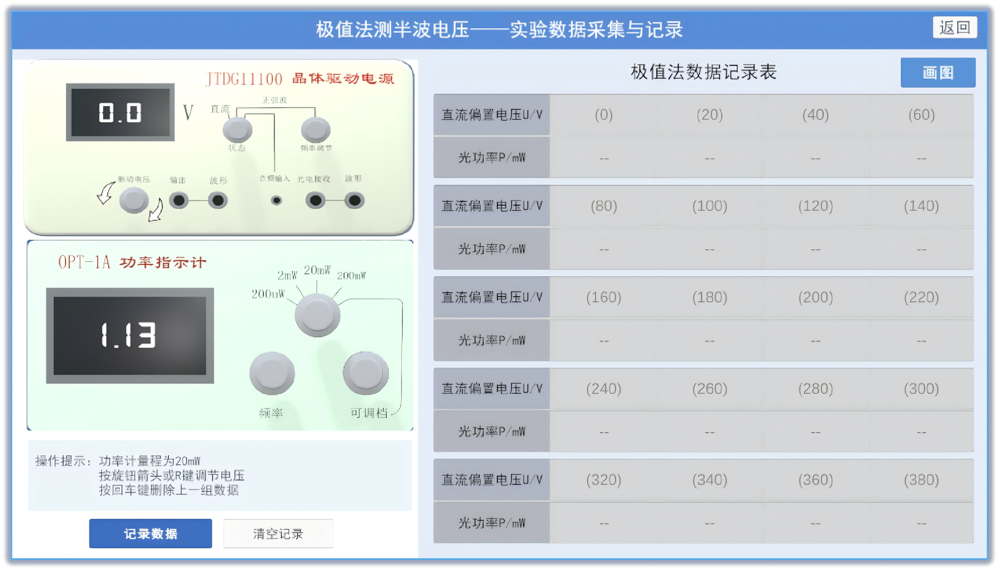 极值法测半波电压——实验数据采集与记录
返回
JTDG11100 晶体驱动电源
0.0
V
直流
正弦波
状态
频率调节
驱动电压
输出
波形
音频输入
光电接收
波形
OPT-1A 功率指示计
1.13
200uW
2mW
20mW
200mW
频率
可调档
操作提示：功率计量程为20mW
按旋钮箭头或R键调节电压
按回车键删除上一组数据
记录数据
清空记录
极值法数据记录表
画图
直流偏置电压U/V (0) (20) (40) (60)
光功率P/mW -- -- -- --
直流偏置电压U/V (80) (100) (120) (140)
光功率P/mW -- -- -- --
直流偏置电压U/V (160) (180) (200) (220)
光功率P/mW -- -- -- --
直流偏置电压U/V (240) (260) (280) (300)
光功率P/mW -- -- -- --
直流偏置电压U/V (320) (340) (360) (380)
光功率P/mW -- -- -- --